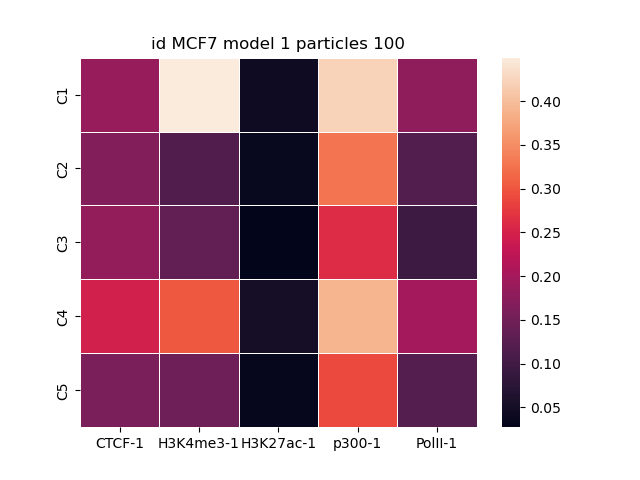 id MCF7 model 1 particles 100
C1
C2
C3
C4
C5
CTCF-1 H3K4me3-1 H3K27ac-1 p300-1 PolII-1
0.40
0.35
0.30
0.25
0.20
0.15
0.10
0.05